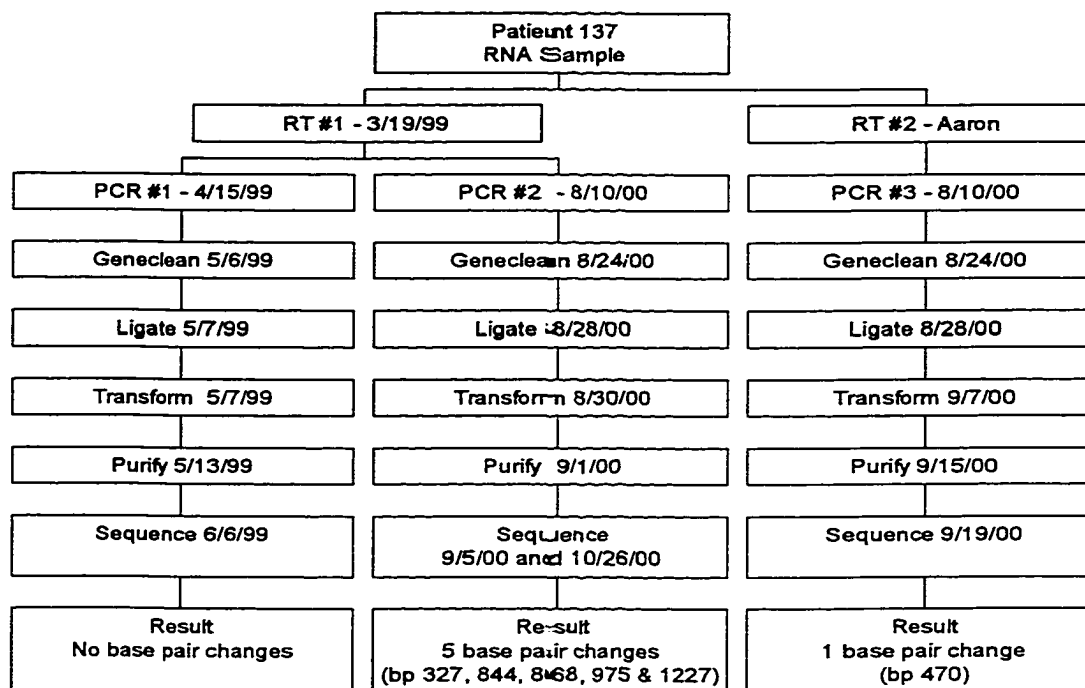 Patient 137
RNA Sample
RT #1 - 3/19/99
RT #2 - Aaron
PCR #1 - 4/15/99
PCR #2 - 8/10/00
PCR #3 - 8/10/00
Geneclean 5/6/99
Geneclean 8/24/00
Geneclean 8/24/00
Ligate 5/7/99
Ligate 8/28/00
Ligate 8/28/00
Transform 5/7/99
Transform 8/30/00
Transform 9/7/00
Purify 5/13/99
Purify 9/1/00
Purify 9/15/00
Sequence 6/6/99
Sequence
9/5/00 and 10/26/00
Sequence 9/19/00
Result
No base pair changes
Result
5 base pair changes
(bp 327, 844, 868, 975 & 1227)
Result
1 base pair change
(bp 470)